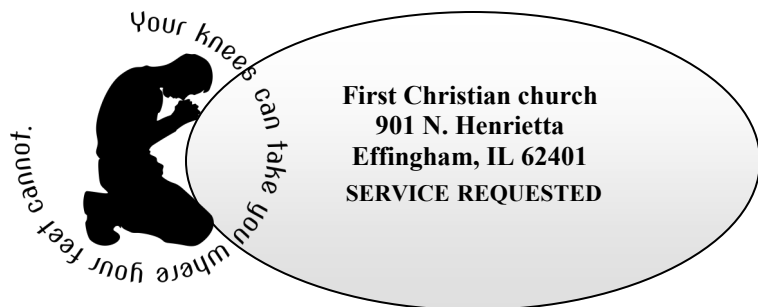 Your knees can take you where your feet cannot.
First Christian church
901 N. Henrietta
Effingham, IL 62401
SERVICE REQUESTED